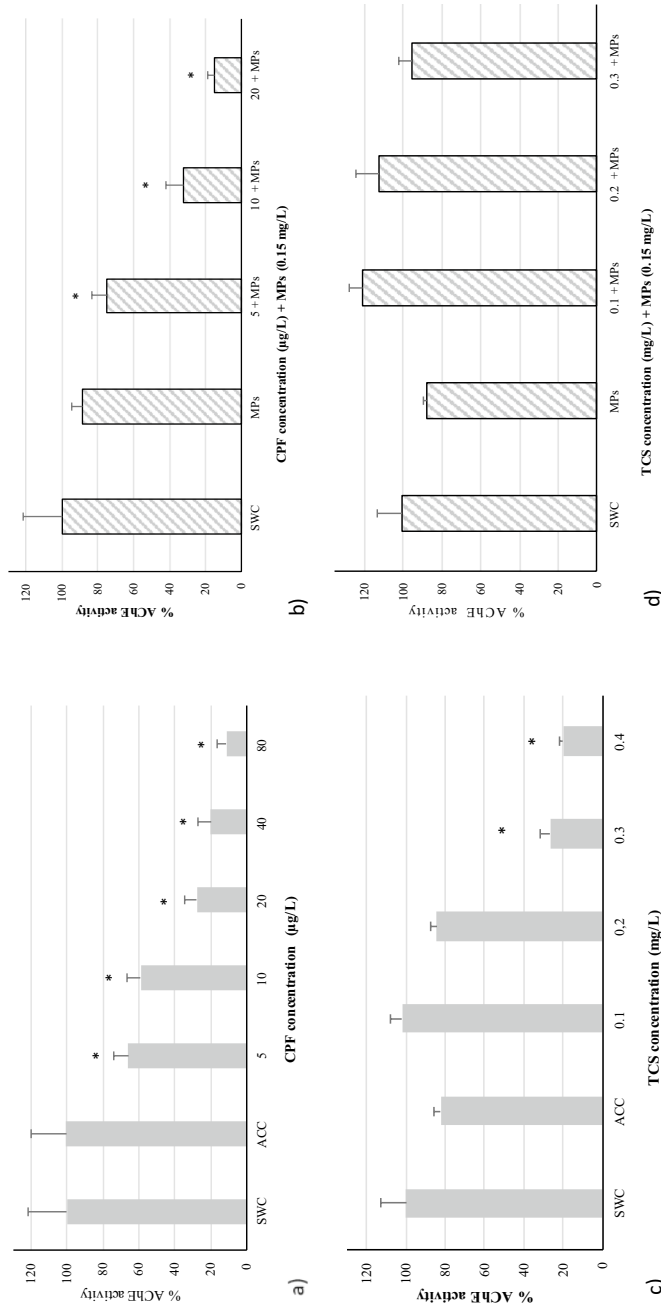 % AChE activity
120
100
80
60
40
20
0
*
*
*
*
*
SWC
ACC
5
10
20
40
80
CPF concentration (µg/L)
a)
% AChE activity
120
100
80
60
40
20
0
*
*
*
SWC
MPs
5 + MPs
10 + MPs
20 + MPs
CPF concentration (µg/L) + MPs (0.15 mg/L)
b)
% AChE activity
120
100
80
60
40
20
0
*
*
SWC
ACC
0.1
0,2
0.3
0.4
TCS concentration (mg/L)
c)
% AChE activity
120
100
80
60
40
20
0
SWC
MPs
0.1 + MPs
0.2 + MPs
0.3 + MPs
TCS concentration (mg/L) + MPs (0.15 mg/L)
d)